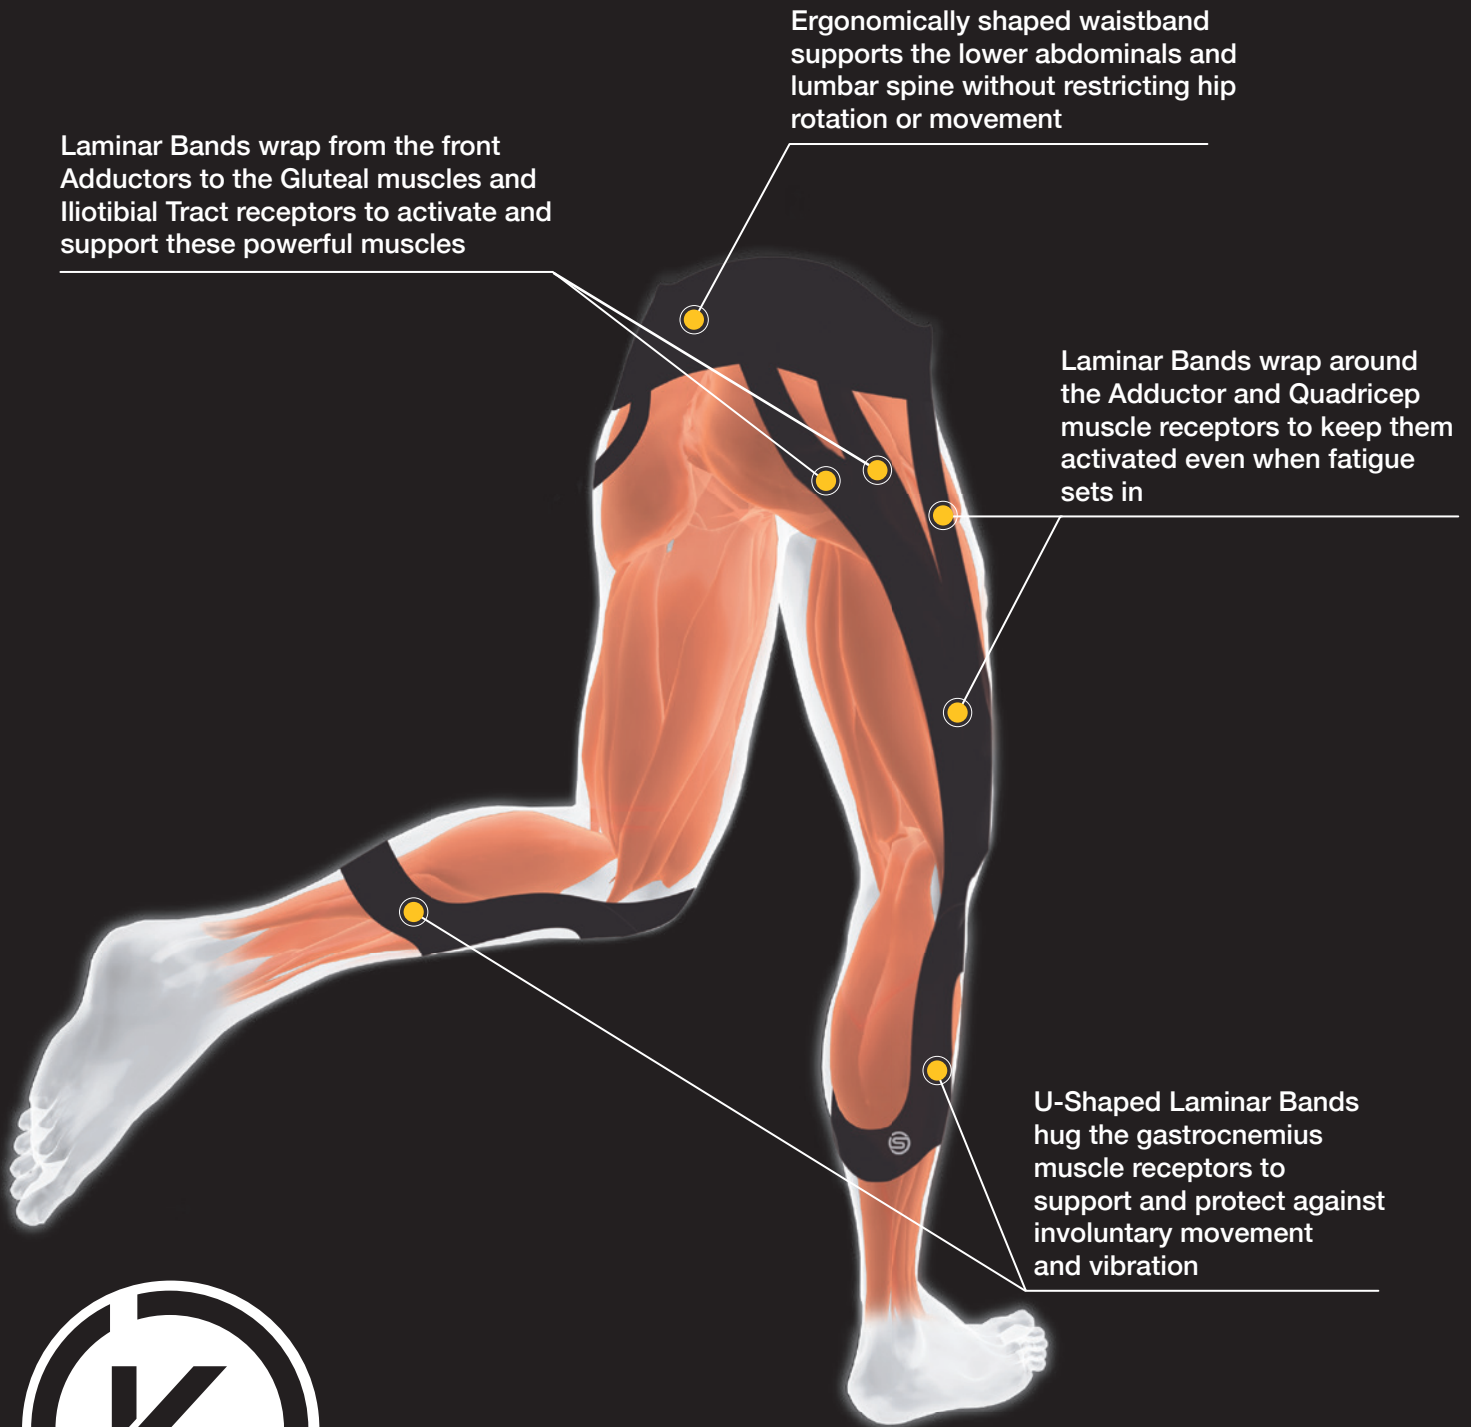 Ergonomically shaped waistband
supports the lower abdominals and
lumbar spine without restricting hip
rotation or movement
Laminar Bands wrap from the front
Adductors to the Gluteal muscles and
Iliotibial Tract receptors to activate and
support these powerful muscles
Laminar Bands wrap around
the Adductor and Quadricep
muscle receptors to keep them
activated even when fatigue
sets in
U-Shaped Laminar Bands
hug the gastrocnemius
muscle receptors to
support and protect against
involuntary movement
and vibration
K